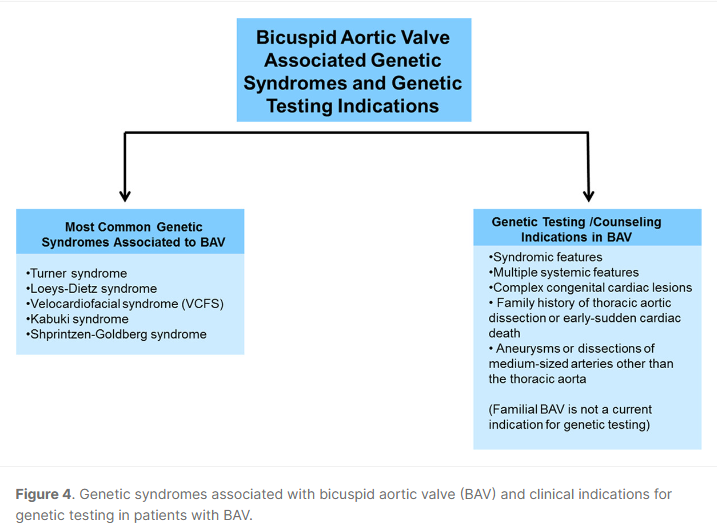 Bicuspid Aortic Valve
Associated Genetic
Syndromes and Genetic
Testing Indications
Most Common Genetic
Syndromes Associated to BAV
•Turner syndrome
•Loeys-Dietz syndrome
•Velocardiofacial syndrome (VCFS)
•Kabuki syndrome
•Shprintzen-Goldberg syndrome
Genetic Testing /Counseling
Indications in BAV
•Syndromic features
•Multiple systemic features
•Complex congenital cardiac lesions
• Family history of thoracic aortic
dissection or early-sudden cardiac
death
• Aneurysms or dissections of
medium-sized arteries other than
the thoracic aorta
(Familial BAV is not a current
indication for genetic testing)
Figure 4. Genetic syndromes associated with bicuspid aortic valve (BAV) and clinical indications for
genetic testing in patients with BAV.